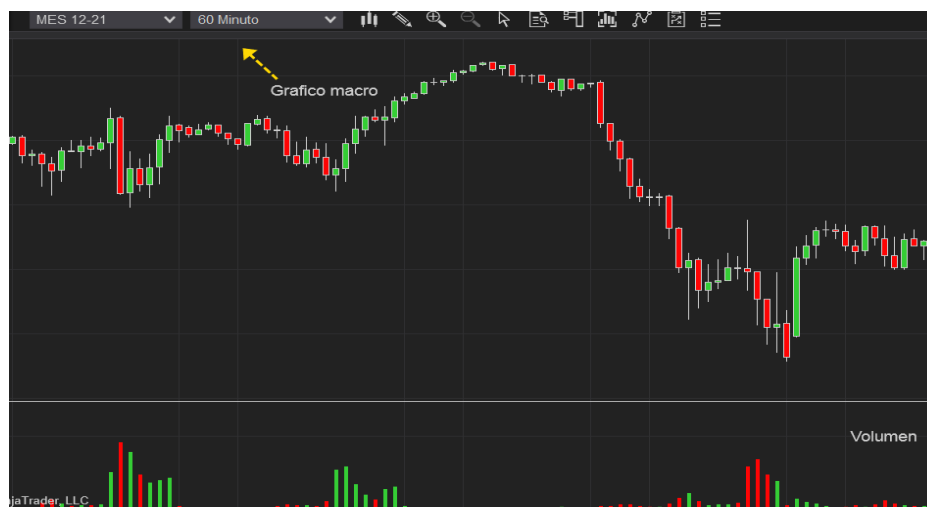 MES 12-21
60 Minuto
Grafico macro
Volumen
jaTrader, LLC